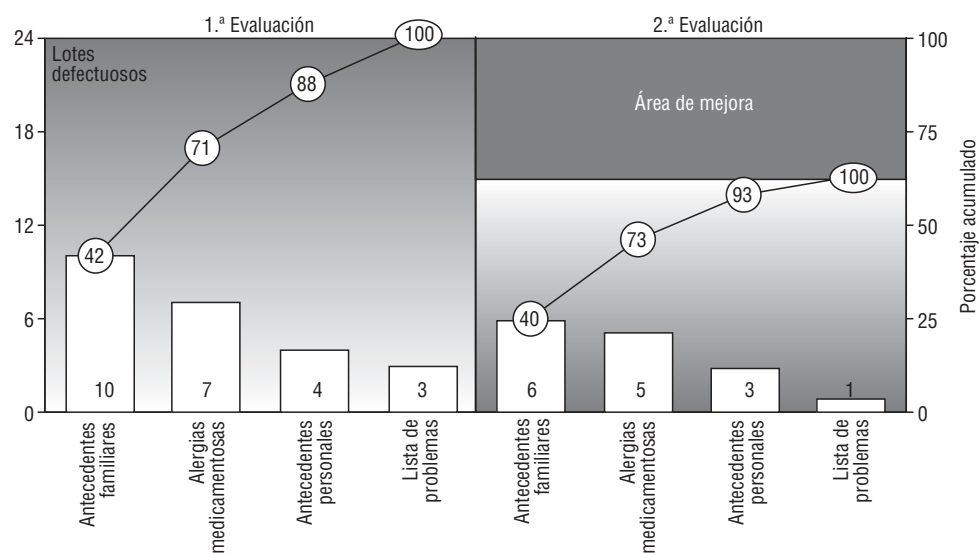 1.ª Evaluación
2.ª Evaluación
24
18
12
6
0
Lotes
defectuosos
42
71
88
100
10
7
4
3
Área de mejora
40
73
93
100
6
5
3
1
100
75
50
25
0
Porcentaje acumulado
Antecedentes
familiares
Alergias
medicamentosas
Antecedentes
personales
Lista de
problemas
Antecedentes
familiares
Alergias
medicamentosas
Antecedentes
personales
Lista de
problemas